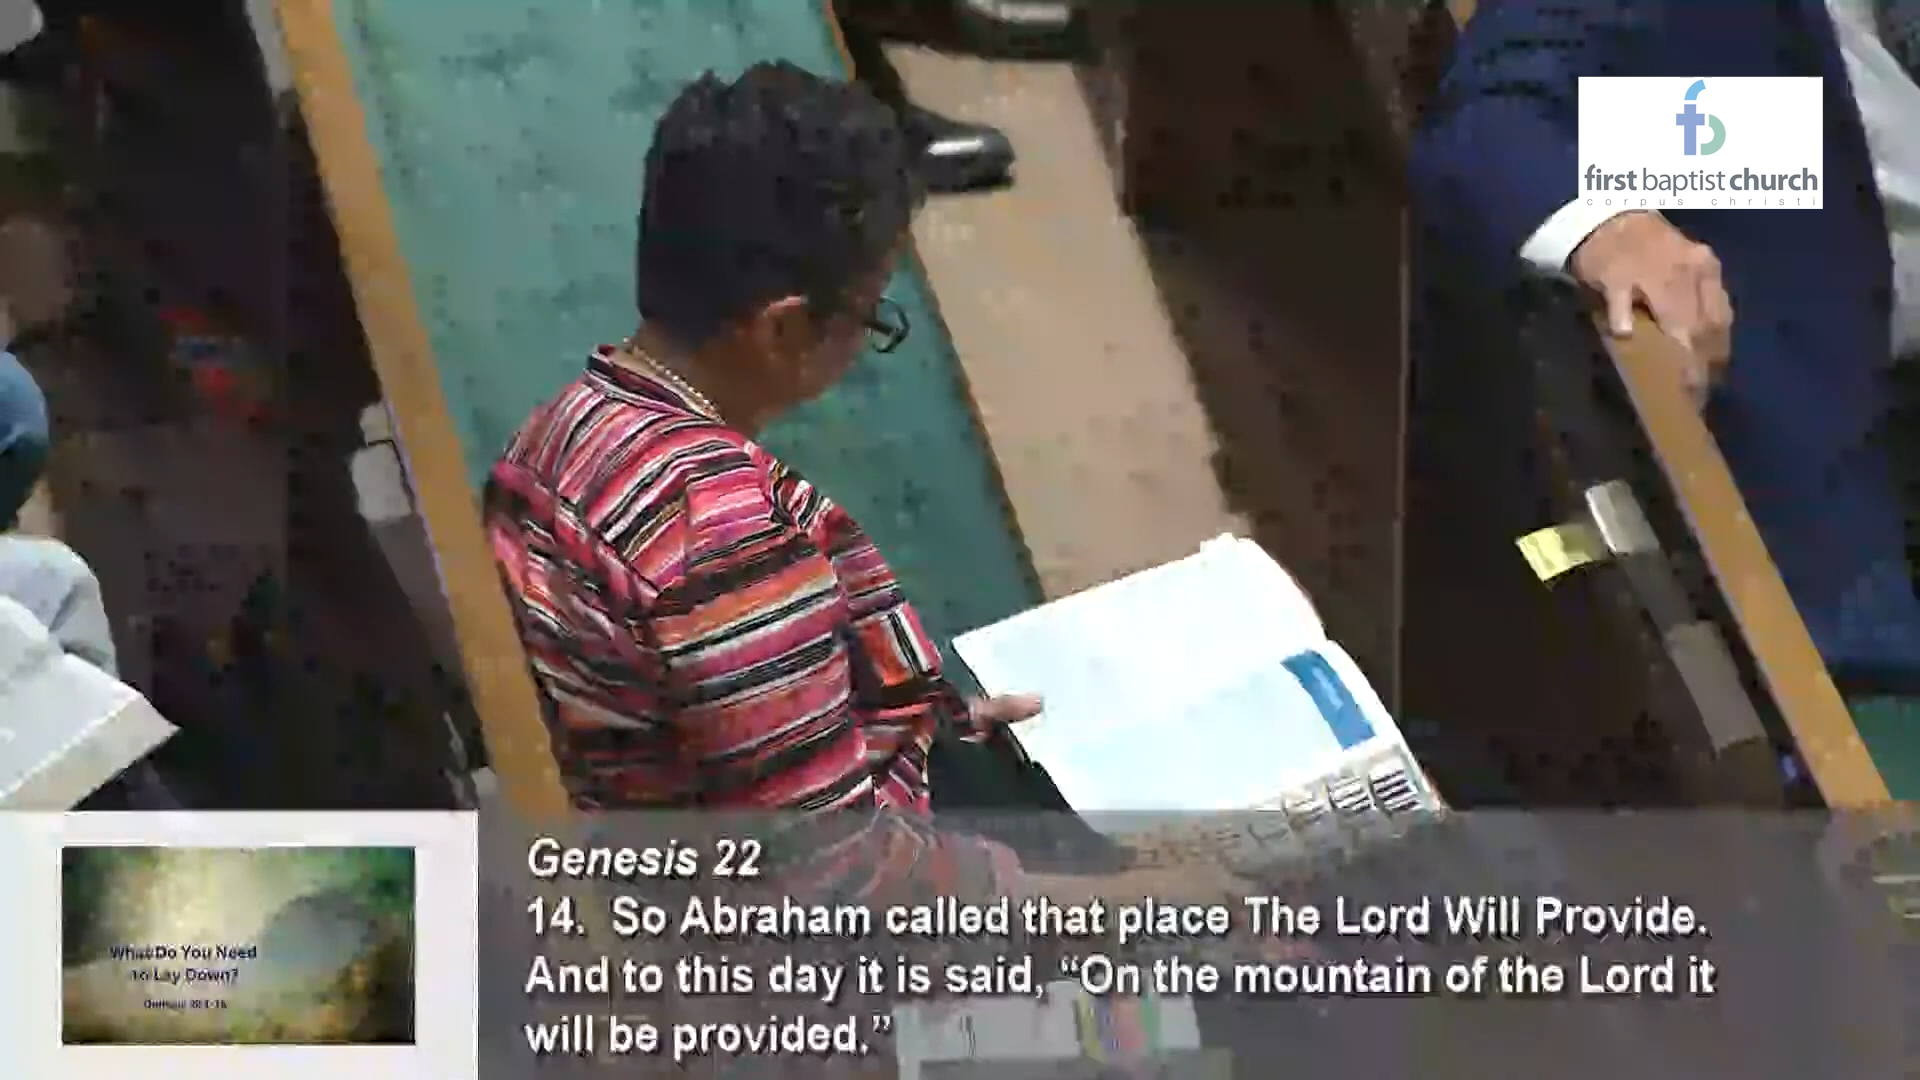 first baptist church
corpus christi
Genesis 22
14. So Abraham called that place The Lord Will Provide.
And to this day it is said, “On the mountain of the Lord it
will be provided.”
What Do You Need
to Lay Down?